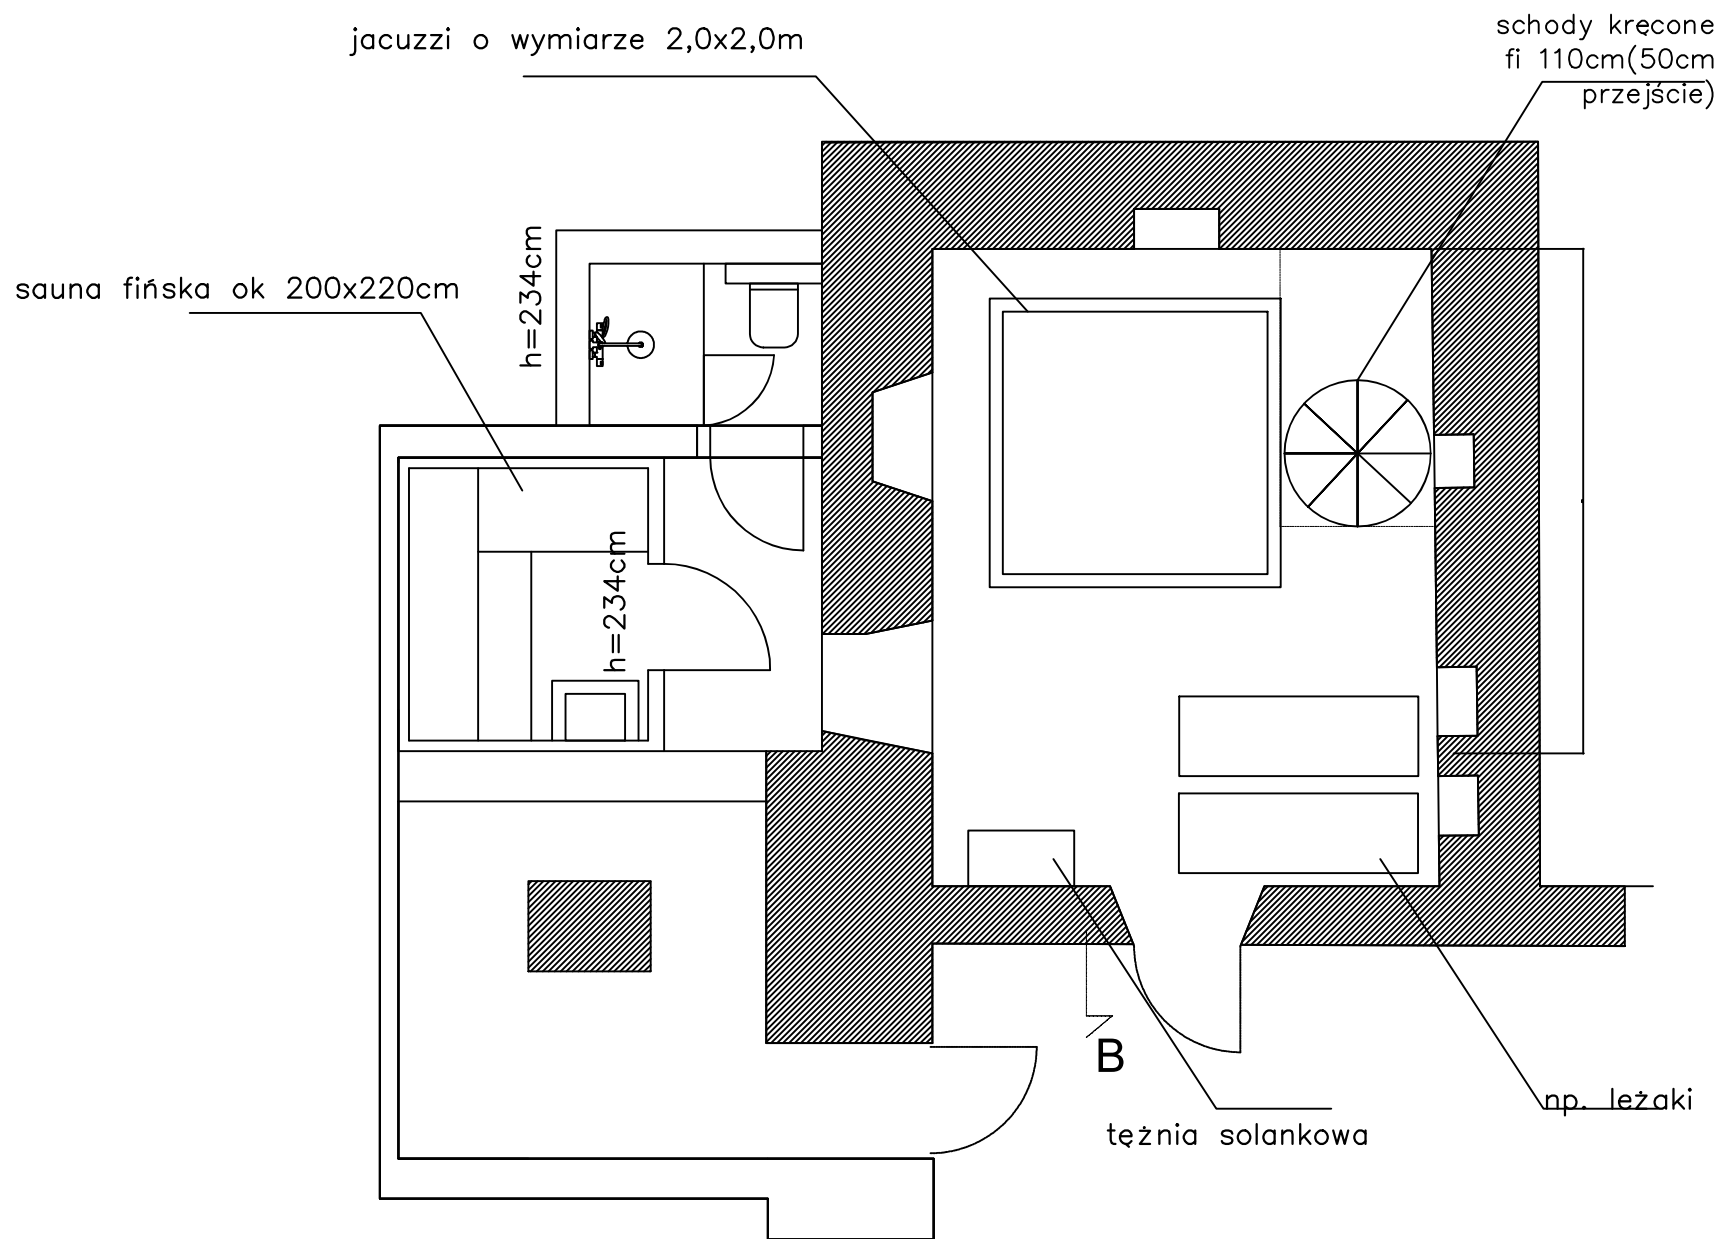 schody kręcone
fi 110cm(50cm
przejście)
jacuzzi o wymiarze 2,0x2,0m
h=234cm
sauna fińska ok 200x220cm
h=234cm
B
np. leżaki
tężnia solankowa